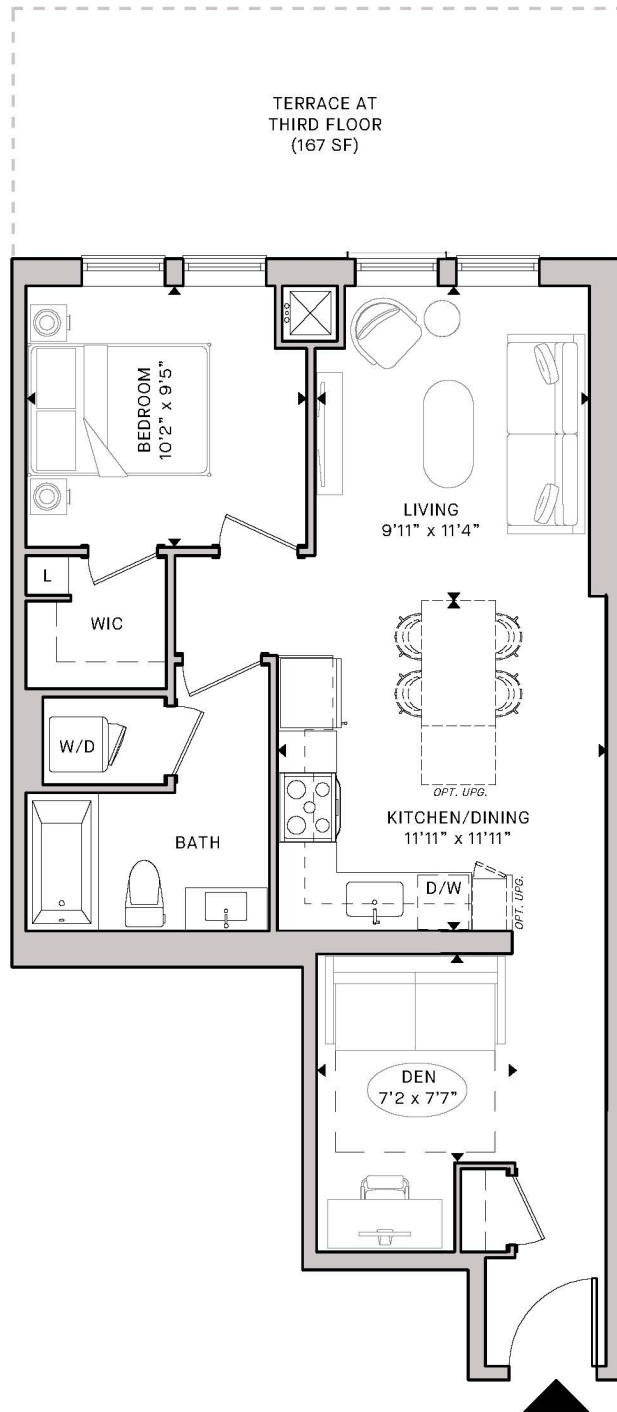 TERRACE AT
THIRD FLOOR
(167 SF)
BEDROOM
10'2" x 9'5"
LIVING
9'11" x 11'4"
L
WIC
W/D
OPT. UPG.
KITCHEN/DINING
11'11" x 11'11"
BATH
D/W
OPT. UPG.
DEN
7'2 x 7'7"